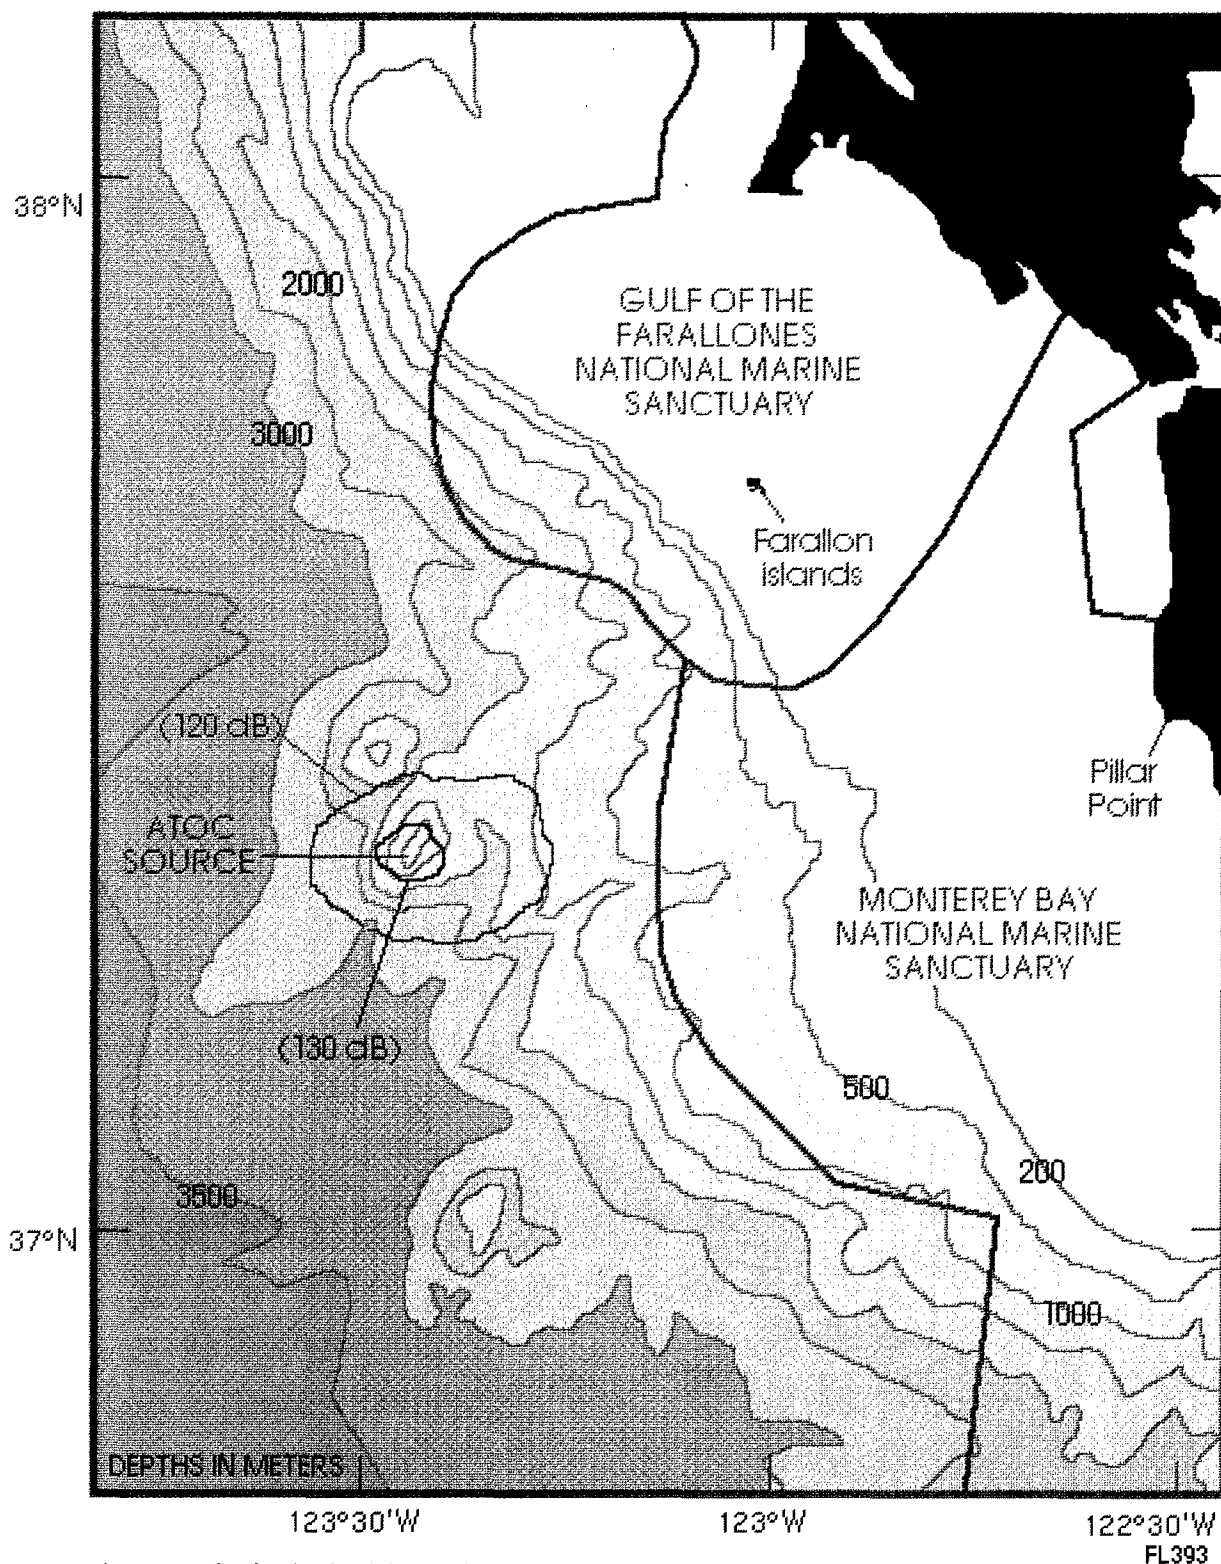 38°N
2000
GULF OF THE
FARALLONES
NATIONAL MARINE
SANCTUARY
3000
Farallon
islands
(120 dB)
Pillar
Point
ATOC
SOURCE
MONTEREY BAY
NATIONAL MARINE
SANCTUARY
(130 dB)
500
200
3500
37°N
1000
DEPTHS IN METERS
123°30'W
123°W
122°30'W
FL393